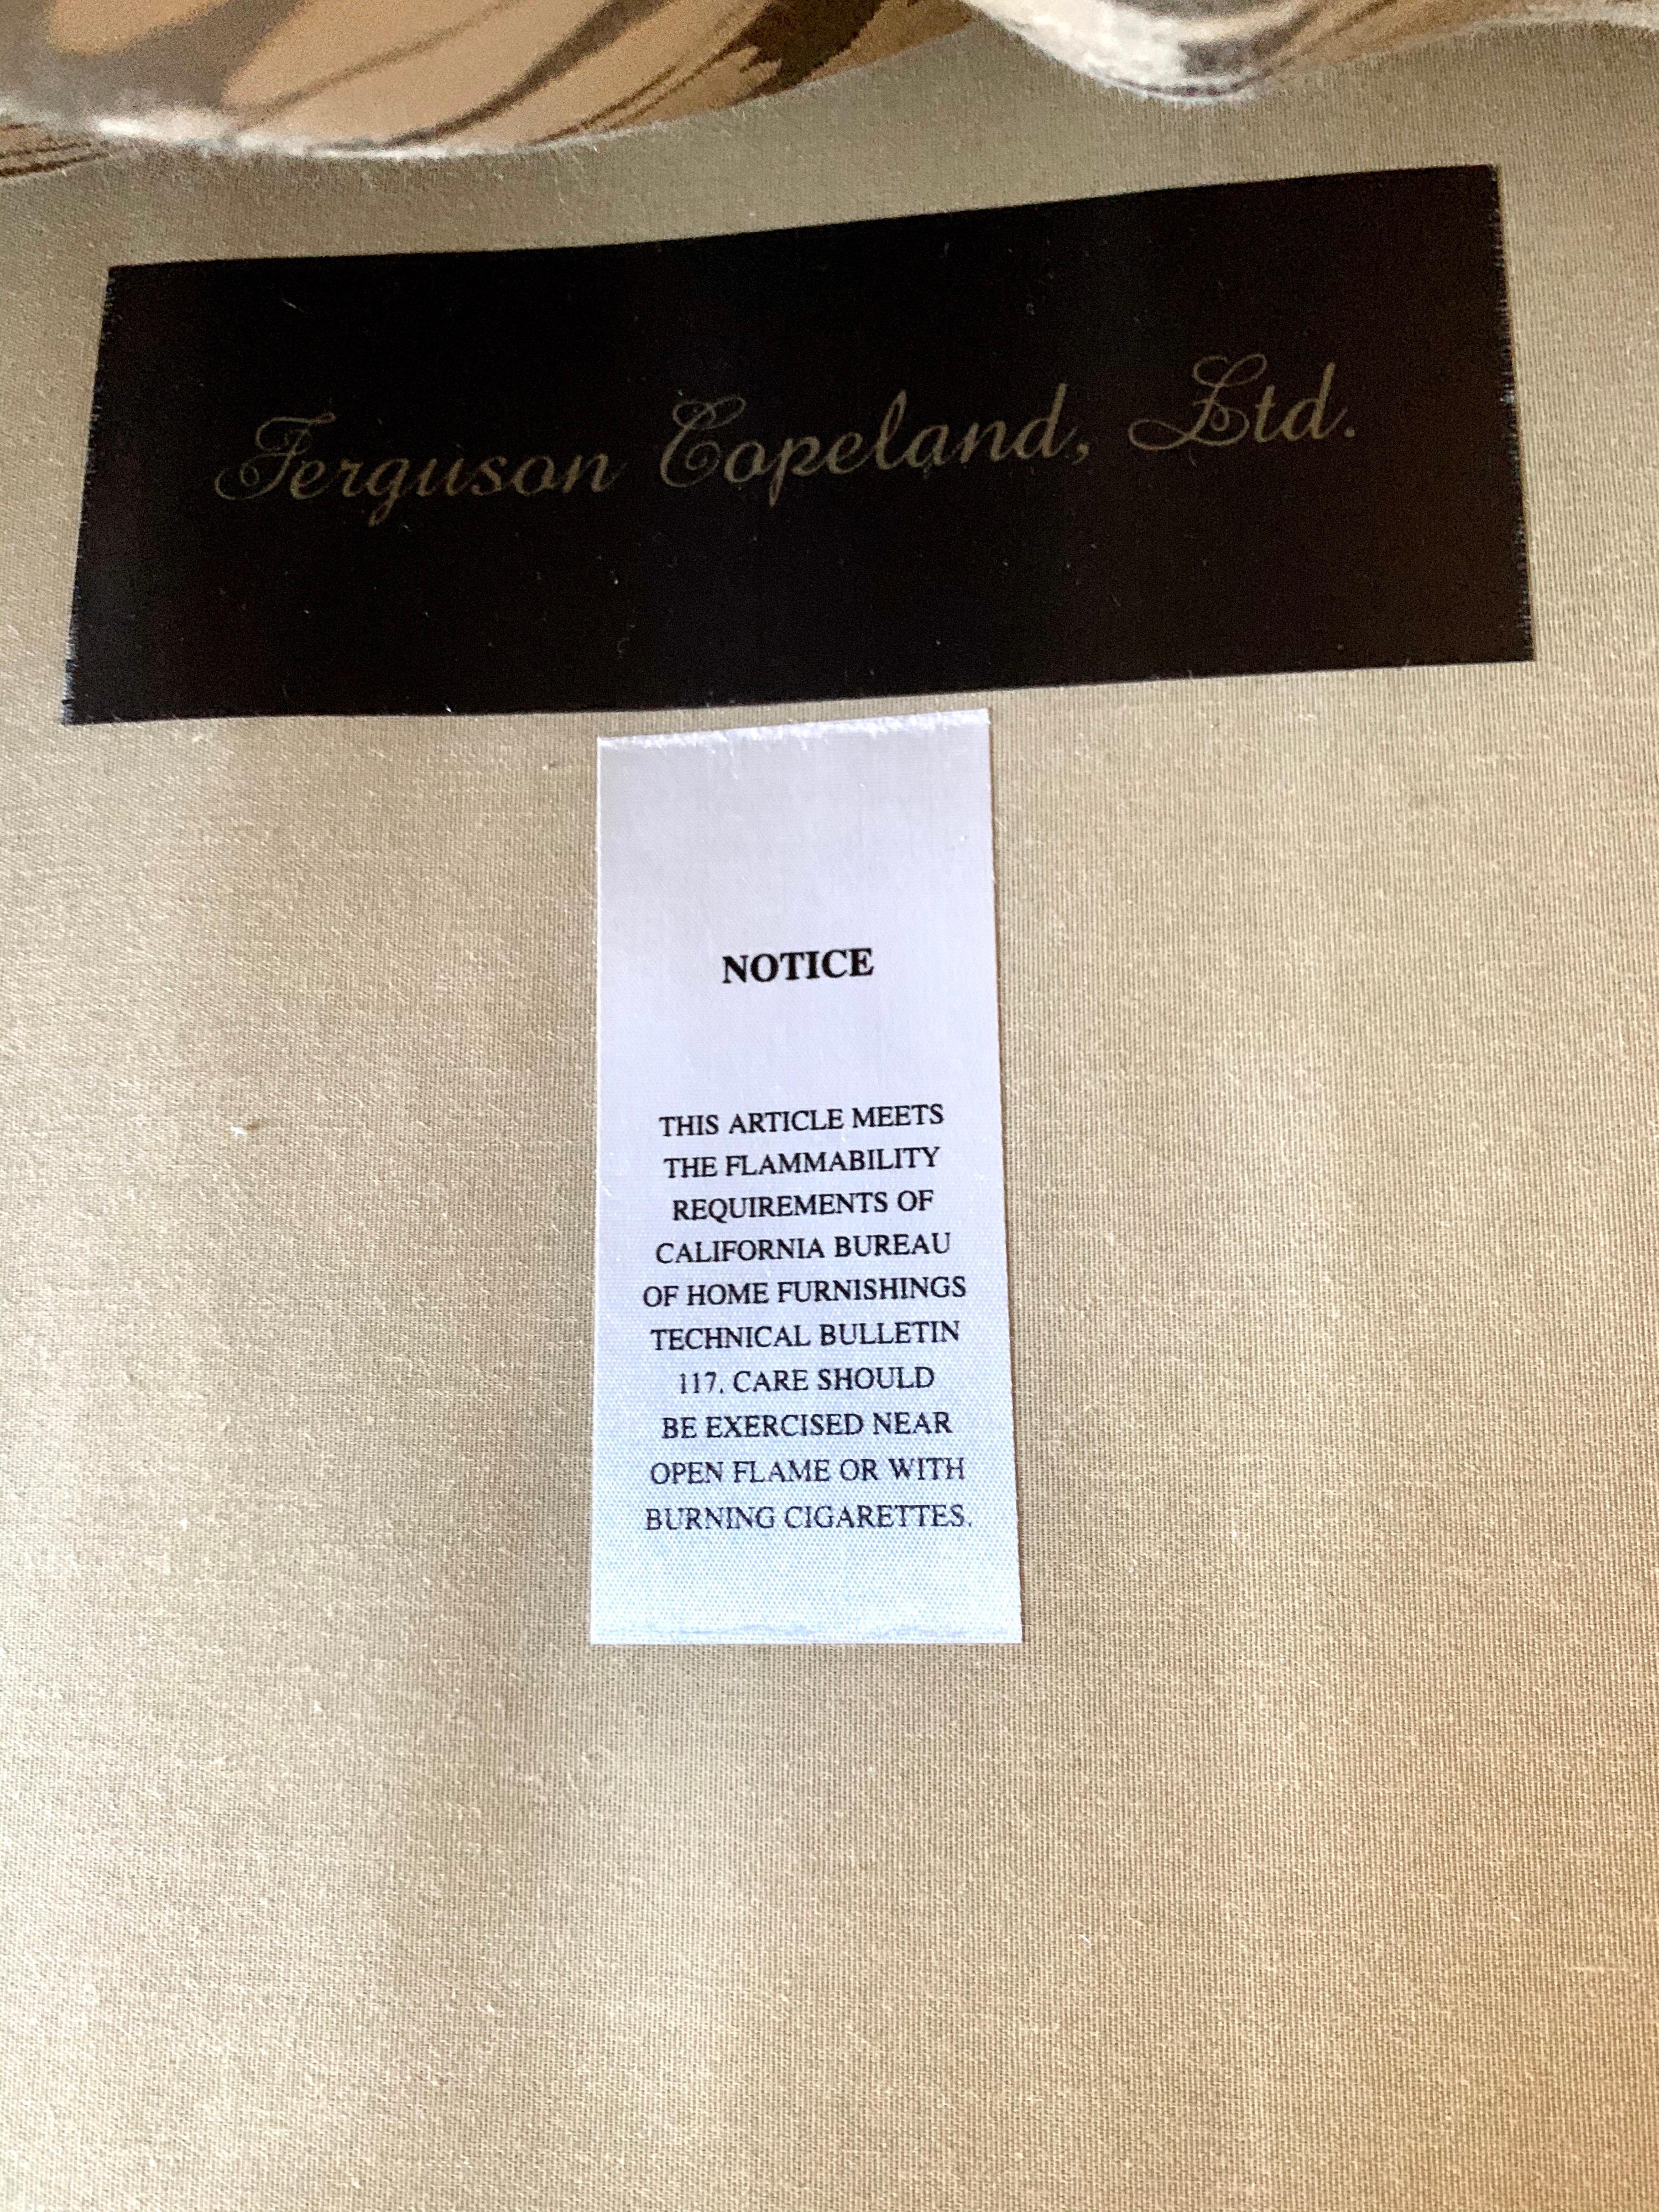 Ferguson Copeland, Ltd.
NOTICE
THIS ARTICLE MEETS
THE FLAMMABILITY
REQUIREMENTS OF
CALIFORNIA BUREAU
OF HOME FURNISHINGS
TECHNICAL BULLETIN
117. CARE SHOULD
BE EXERCISED NEAR
OPEN FLAME OR WITH
BURNING CIGARETTES.